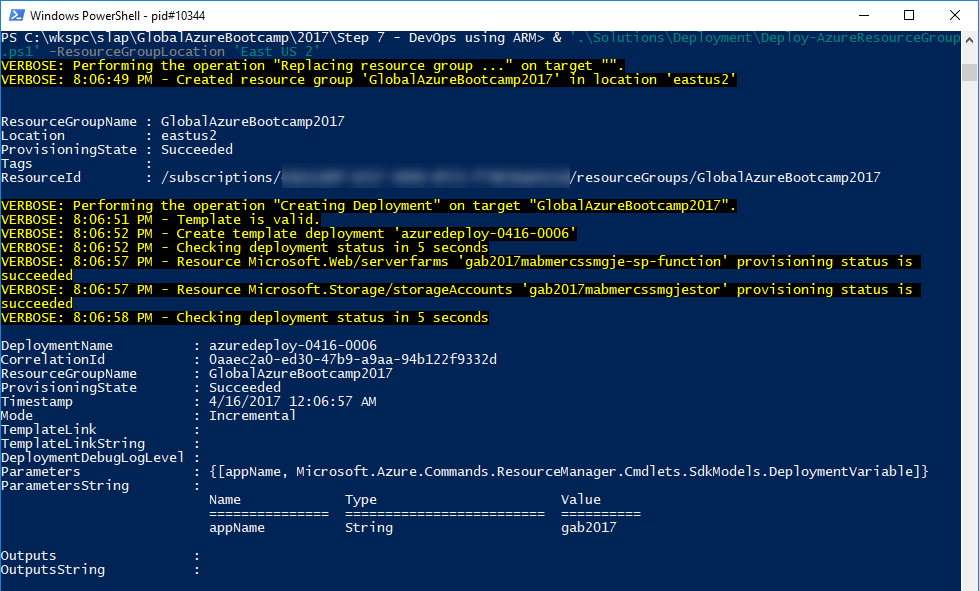 Windows PowerShell - pid#10344
PS C:\wkspc\slap\GlobalAzureBootcamp\2017\Step 7 - DevOps using ARM> & '.\Solutions\Deployment\Deploy-AzureResourceGroup
.ps1' -ResourceGroupLocation 'East US 2'
VERBOSE: Performing the operation "Replacing resource group ..." on target "".
VERBOSE: 8:06:49 PM - Created resource group 'GlobalAzureBootcamp2017' in location 'eastus2'
ResourceGroupName : GlobalAzureBootcamp2017
Location          : eastus2
ProvisioningState : Succeeded
Tags              :
ResourceId        : /subscriptions/ /resourceGroups/GlobalAzureBootcamp2017
VERBOSE: Performing the operation "Creating Deployment" on target "GlobalAzureBootcamp2017".
VERBOSE: 8:06:51 PM - Template is valid.
VERBOSE: 8:06:52 PM - Create template deployment 'azuredeploy-0416-0006'
VERBOSE: 8:06:52 PM - Checking deployment status in 5 seconds
VERBOSE: 8:06:57 PM - Resource Microsoft.Web/serverfarms 'gab2017mabmercssmgje-sp-function' provisioning status is
succeeded
VERBOSE: 8:06:57 PM - Resource Microsoft.Storage/storageAccounts 'gab2017mabmercssmgjestor' provisioning status is
succeeded
VERBOSE: 8:06:58 PM - Checking deployment status in 5 seconds
DeploymentName          : azuredeploy-0416-0006
CorrelationId           : 0aaec2a0-ed30-47b9-a9aa-94b122f9332d
ResourceGroupName       : GlobalAzureBootcamp2017
ProvisioningState       : Succeeded
Timestamp               : 4/16/2017 12:06:57 AM
Mode                    : Incremental
TemplateLink            :
TemplateLinkString      :
DeploymentDebugLogLevel :
Parameters              : {[appName, Microsoft.Azure.Commands.ResourceManager.Cmdlets.SdkModels.DeploymentVariable]}
ParametersString        :
Name             Type                       Value
===============  =========================  ==========
appName          String                     gab2017
Outputs                 :
OutputsString           :